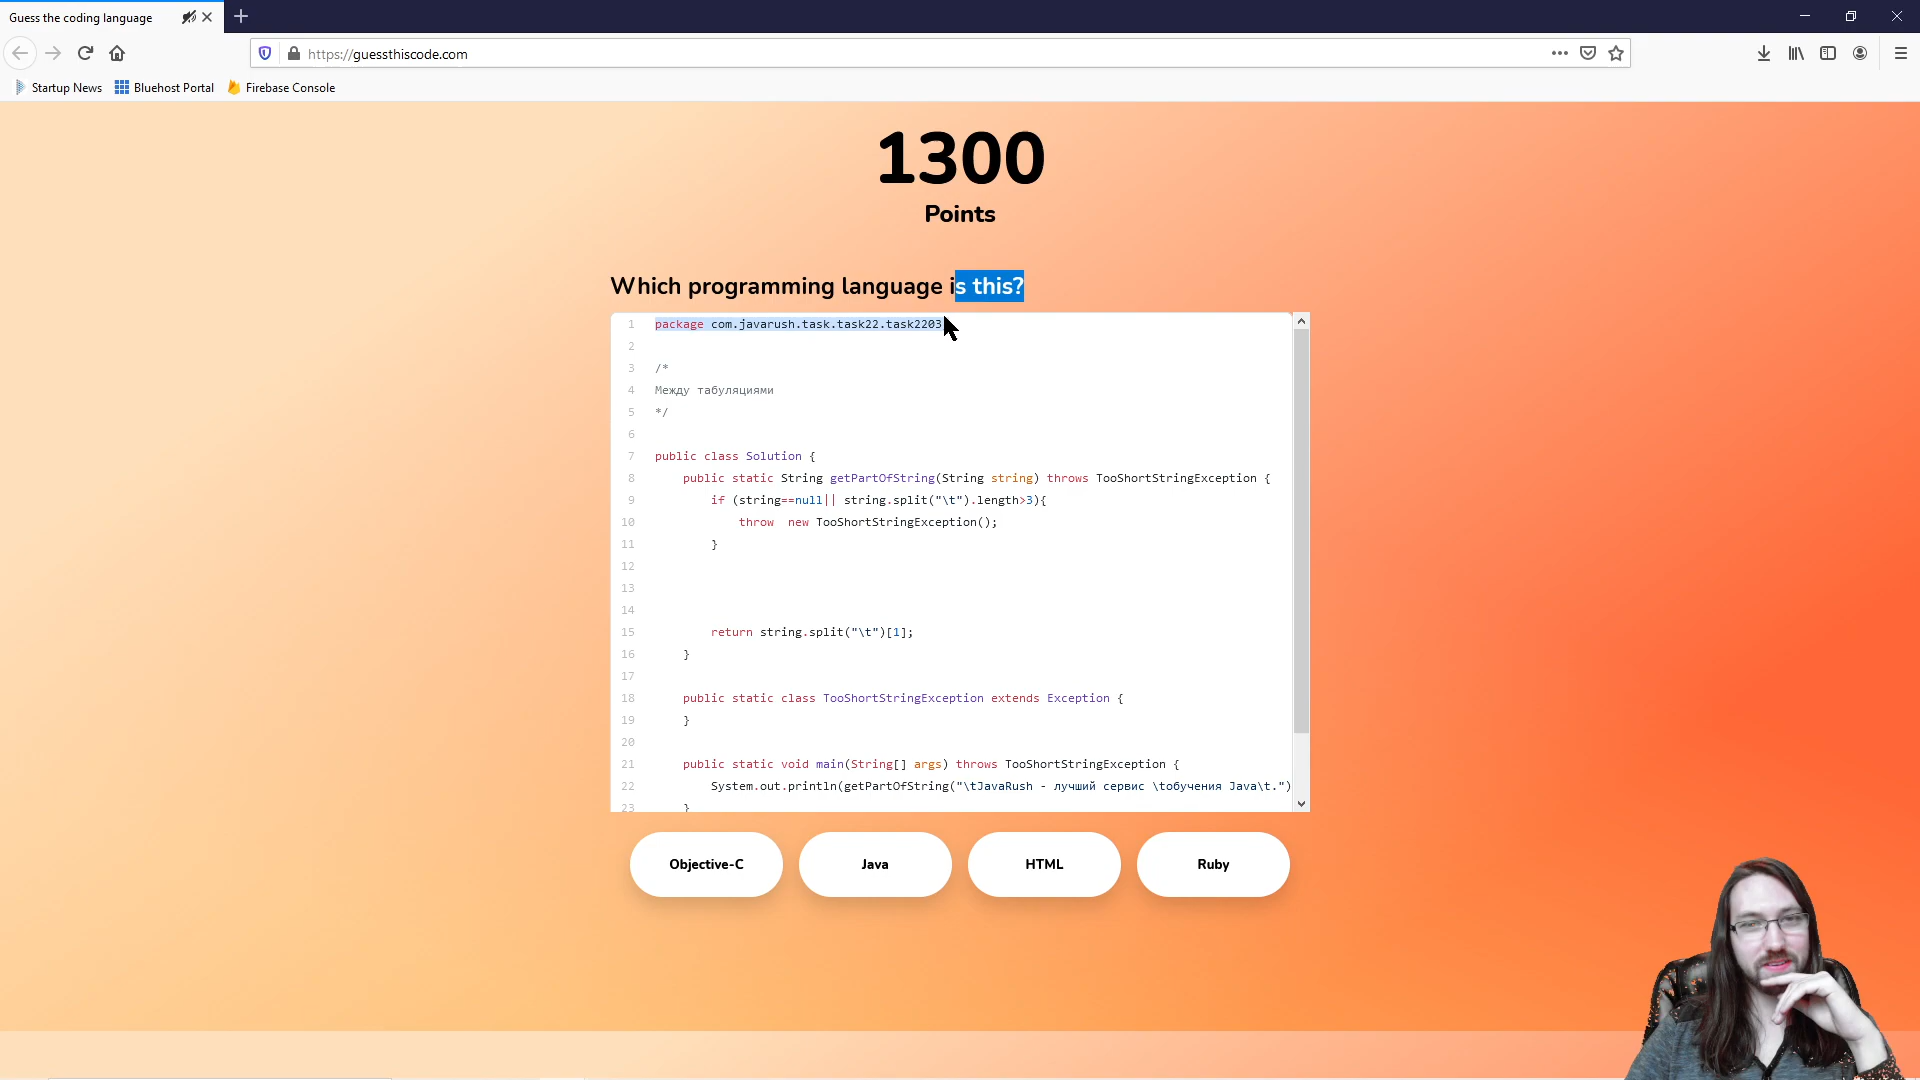 Guess the coding language
https://guessthiscode.com
Startup News
Bluehost Portal
Firebase Console
1300
Points
Which programming language is this?
1 package com.javarush.task.task22.task2203
2
3 /*
4 Между табуляциями
5 */
6
7 public class Solution {
8 public static String getPartOfString(String string) throws TooShortStringException {
9 if (string==null|| string.split("\t").length>3){
10 throw  new TooShortStringException();
11 }
12
13
14
15 return string.split("\t")[1];
16 }
17
18 public static class TooShortStringException extends Exception {
19 }
20
21 public static void main(String[] args) throws TooShortStringException {
22 System.out.println(getPartOfString("\tJavaRush - лучший сервис \tобучения Java\t.")
23 }
Objective-C
Java
HTML
Ruby